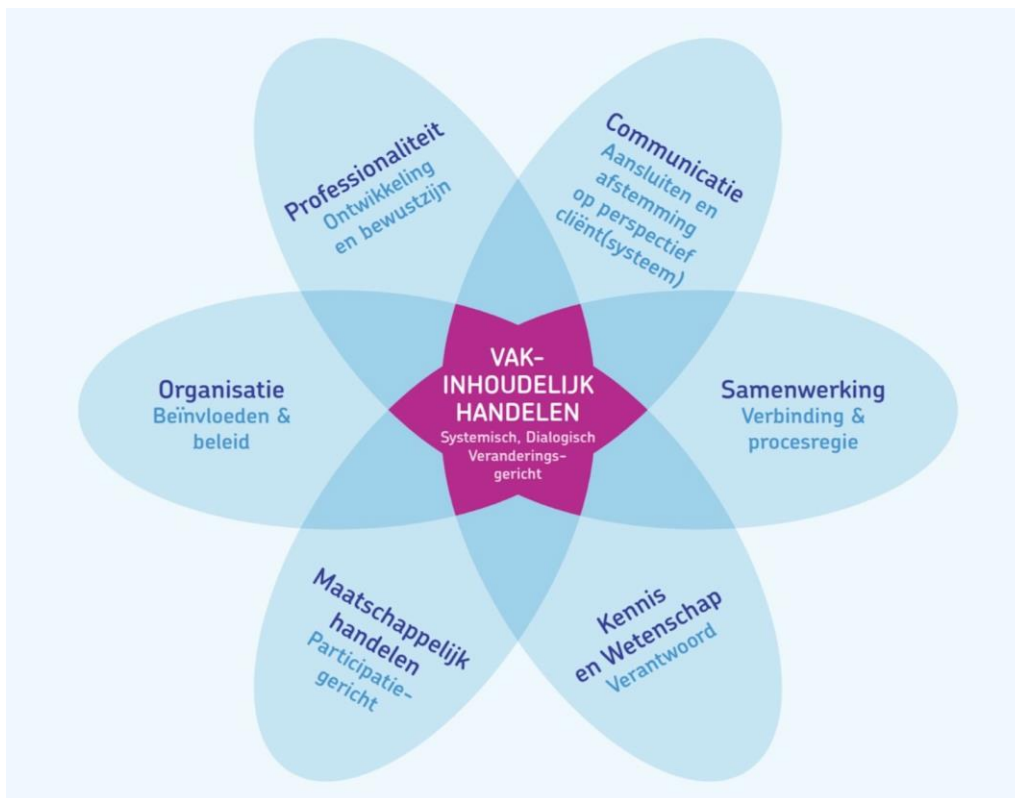 Professionaliteit
Ontwikkeling
en bewustzijn
Communicatie
Aansluiten en
afstemming
op perspectief
cliënt(systeem)
Organisatie
Beïnvloeden &
beleid
VAK-
INHOUDELIJK
HANDELEN
Systemisch, Dialogisch
Veranderings-
gericht
Samenwerking
Verbinding &
procesregie
Maatschappelijk
handelen
Participatie-
gericht
Kennis
en Wetenschap
Verantwoord